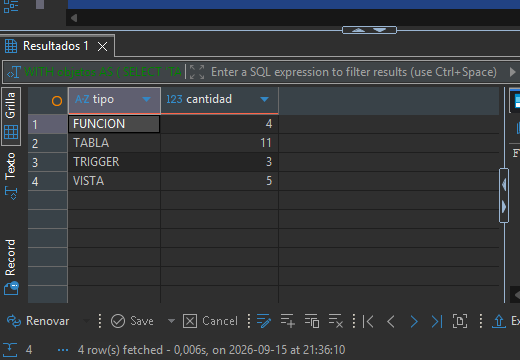 Resultados 1
WITH objetos AS ( SELECT 'TA
Enter a SQL expression to filter results (use Ctrl+Space)
Grilla
Texto
Record
A-Z tipo
123 cantidad
1 FUNCION 4
2 TABLA 11
3 TRIGGER 3
4 VISTA 5
Renovar
Save
Cancel
Ex
4
4 row(s) fetched - 0,006s, on 2026-09-15 at 21:36:10